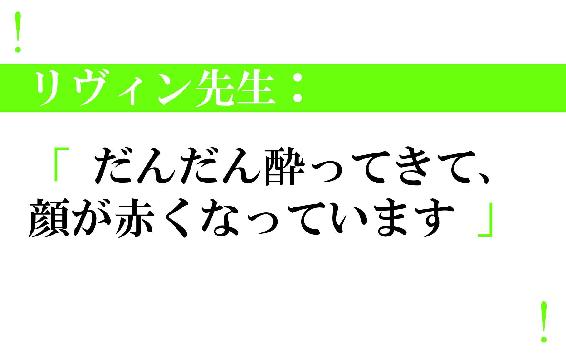 ！
リヴィン先生：
「 だんだん酔ってきて、
顔が赤くなっています 」
！